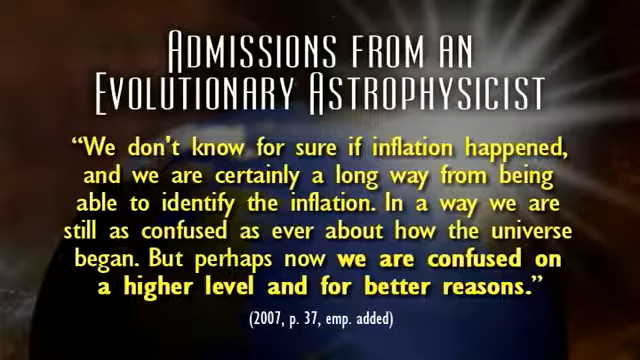 ADMISSIONS FROM AN
EVOLUTIONARY ASTROPHYSICIST
“We don't know for sure if inflation happened,
and we are certainly a long way from being
able to identify the inflation. In a way we are
still as confused as ever about how the universe
began. But perhaps now we are confused on
a higher level and for better reasons.”
(2007, p. 37, emp. added)